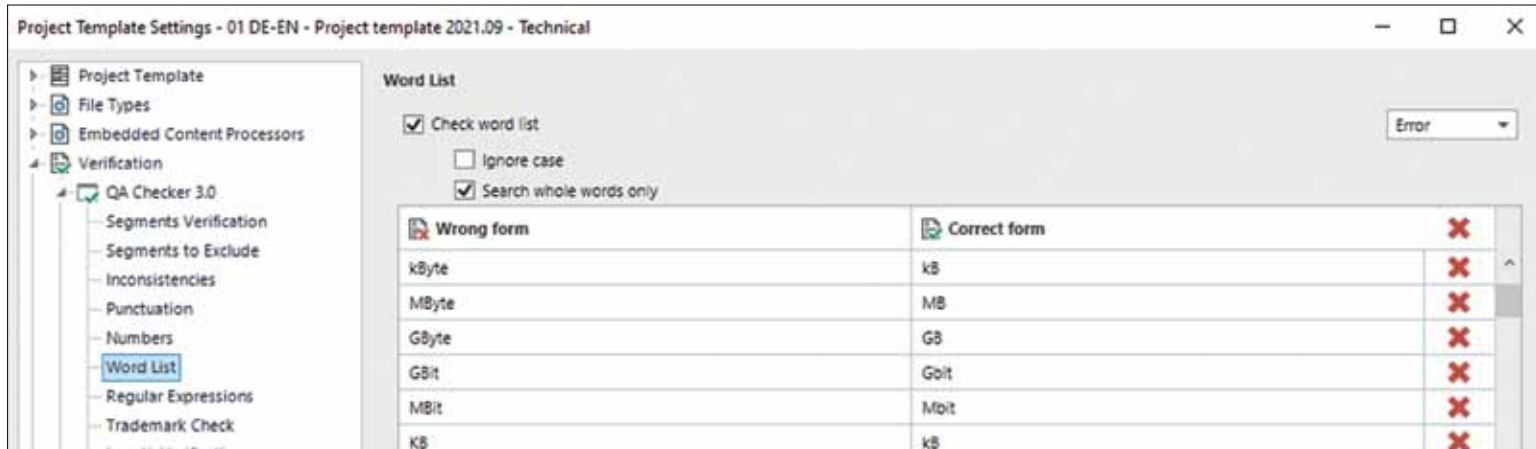 Project Template Settings - 01 DE-EN - Project template 2021.09 - Technical
Project Template
File Types
Embedded Content Processors
Verification
QA Checker 3.0
Segments Verification
Segments to Exclude
Inconsistencies
Punctuation
Numbers
Word List
Regular Expressions
Trademark Check
Word List
Check word list
Error
Ignore case
Search whole words only
Wrong form Correct form
kByte kB
MByte MB
GByte GB
GBit Gbit
MBit Mbit
KB kB